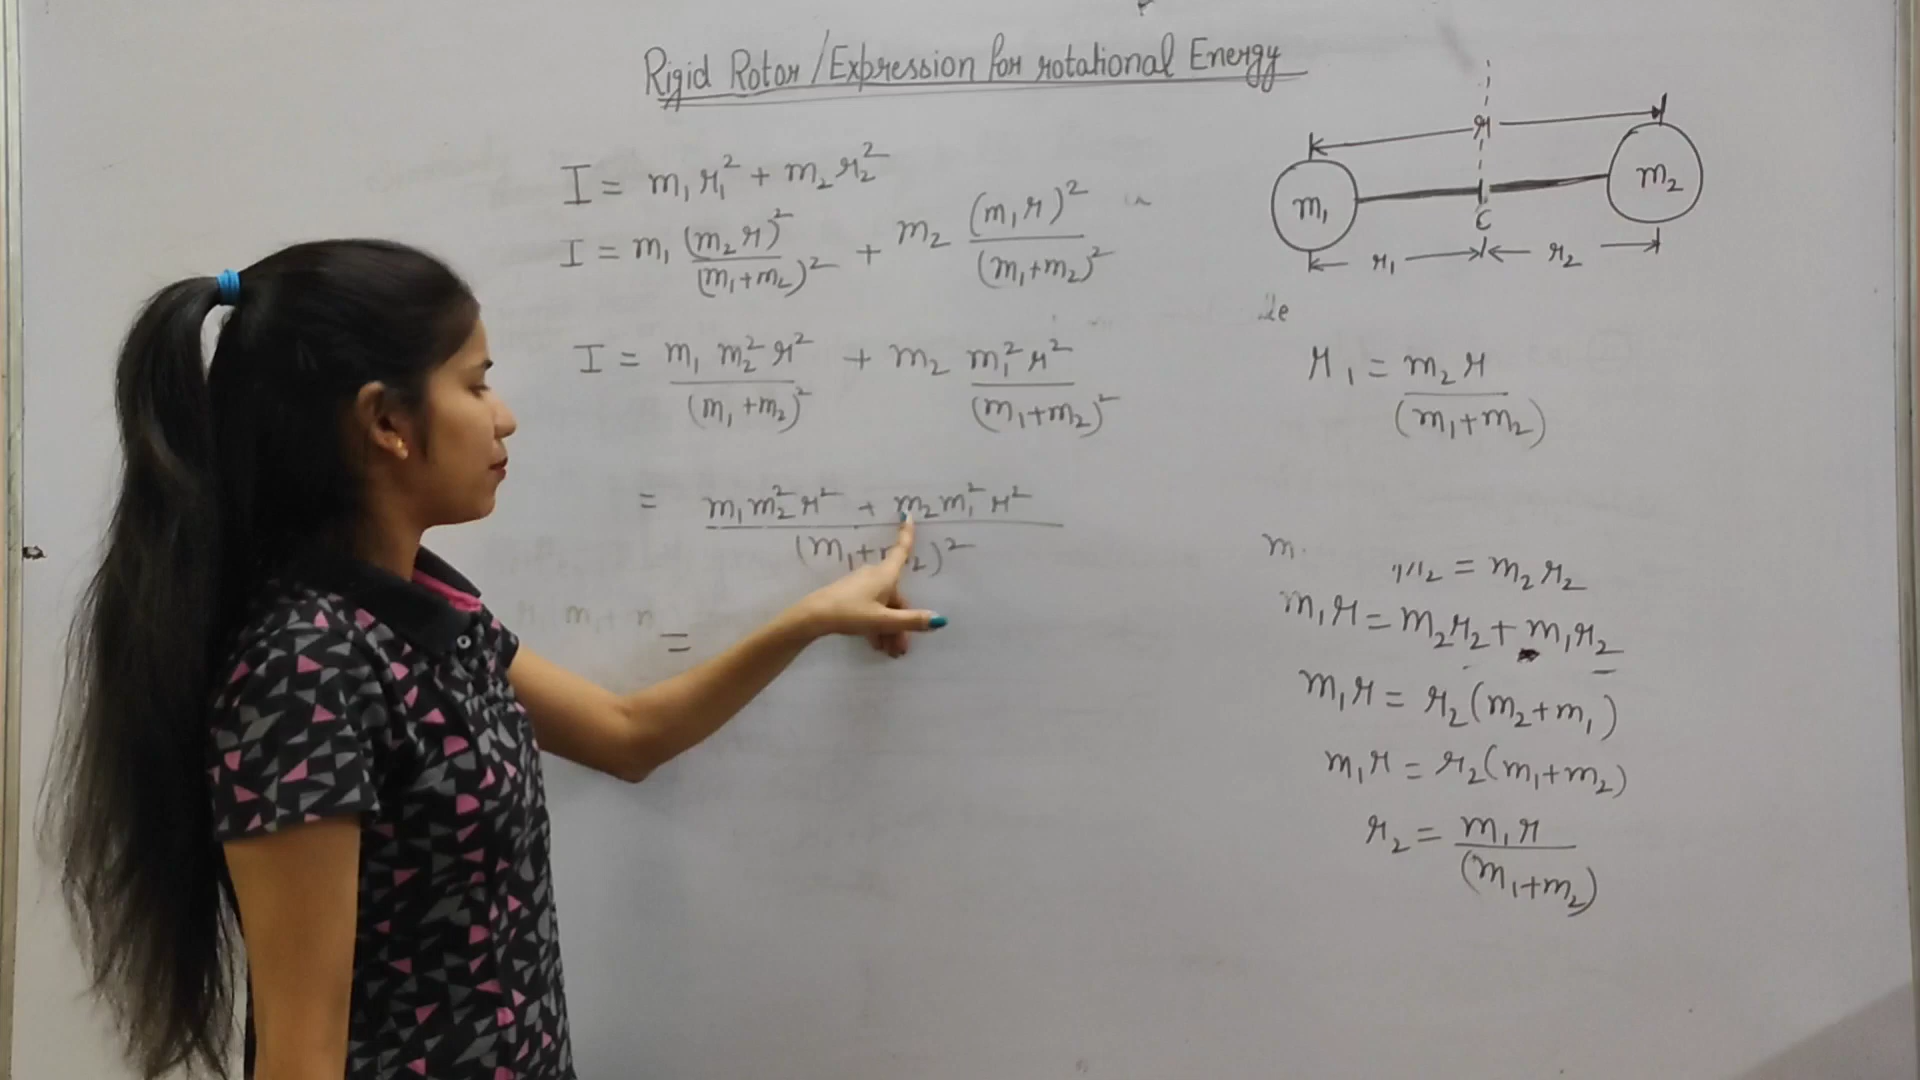 Rigid Rotor/Expression for rotational Energy
I = m₁r₁² + m₂r₂²
I = m₁ (m₂r)²/(m₁+m₂)² + m₂ (m₁r)²/(m₁+m₂)²
I = m₁ m₂² r²/(m₁+m₂)² + m₂ m₁² r²/(m₁+m₂)²
= m₁m₂²r² + m₂m₁²r²/(m₁+m₂)²
=
r
m₁ m₂
C
r₁ r₂
r₁ = m₂r/(m₁+m₂)
= m₂r₂
m₁r = m₂r₂ + m₁r₂
m₁r = r₂(m₂+m₁)
m₁r = r₂(m₁+m₂)
r₂ = m₁r/(m₁+m₂)